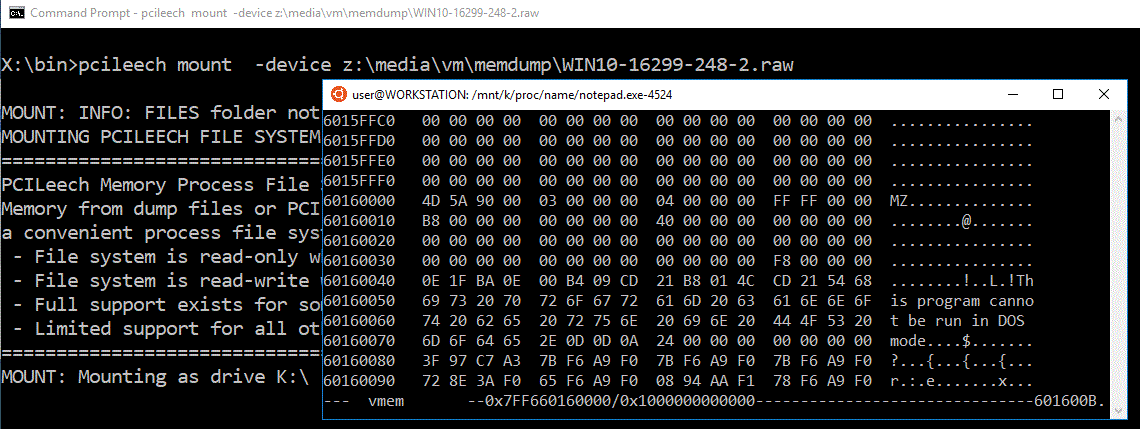 Command Prompt - pcileech  mount  -device z:\media\vm\memdump\WIN10-16299-248-2.raw
X:\bin>pcileech mount  -device z:\media\vm\memdump\WIN10-16299-248-2.raw
MOUNT: INFO: FILES folder not
MOUNTING PCILEECH FILE SYSTEM
=============================
PCILeech Memory Process File
Memory from dump files or PCI
a convenient process file sys
 - File system is read-only w
 - File system is read-write
 - Full support exists for so
 - Limited support for all ot
=============================
MOUNT: Mounting as drive K:\
user@WORKSTATION: /mnt/k/proc/name/notepad.exe-4524
6015FFC0   00 00 00 00  00 00 00 00  00 00 00 00  00 00 00 00  ................
6015FFD0   00 00 00 00  00 00 00 00  00 00 00 00  00 00 00 00  ................
6015FFE0   00 00 00 00  00 00 00 00  00 00 00 00  00 00 00 00  ................
6015FFF0   00 00 00 00  00 00 00 00  00 00 00 00  00 00 00 00  ................
60160000   4D 5A 90 00  03 00 00 00  04 00 00 00  FF FF 00 00  MZ..............
60160010   B8 00 00 00  00 00 00 00  40 00 00 00  00 00 00 00  ........@.......
60160020   00 00 00 00  00 00 00 00  00 00 00 00  00 00 00 00  ................
60160030   00 00 00 00  00 00 00 00  00 00 00 00  F8 00 00 00  ................
60160040   0E 1F BA 0E  00 B4 09 CD  21 B8 01 4C  CD 21 54 68  ........!..L.!Th
60160050   69 73 20 70  72 6F 67 72  61 6D 20 63  61 6E 6E 6F  is program canno
60160060   74 20 62 65  20 72 75 6E  20 69 6E 20  44 4F 53 20  t be run in DOS
60160070   6D 6F 64 65  2E 0D 0D 0A  24 00 00 00  00 00 00 00  mode....$.......
60160080   3F 97 C7 A3  7B F6 A9 F0  7B F6 A9 F0  7B F6 A9 F0  ?...{...{...{...
60160090   72 8E 3A F0  65 F6 A9 F0  08 94 AA F1  78 F6 A9 F0  r.:.e.......x...
---  vmem       --0x7FF660160000/0x1000000000000-------------------------------601600B.